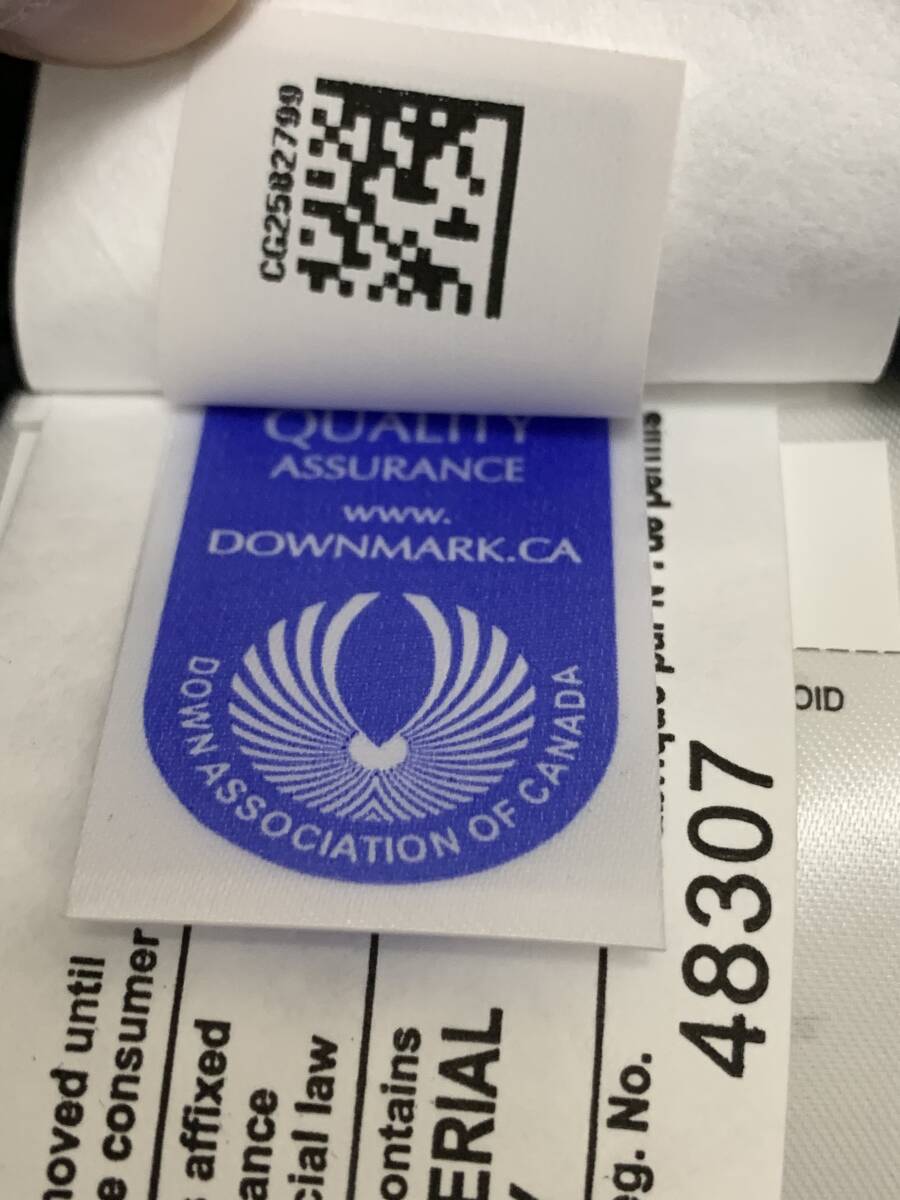 CG2582799
QUALITY
ASSURANCE
www.
DOWNMARK.CA
DOWN ASSOCIATION OF CANADA
OID
48307
eg. No.
moved until
e consumer
affixed
ance
cial law
ontains
ERIAL